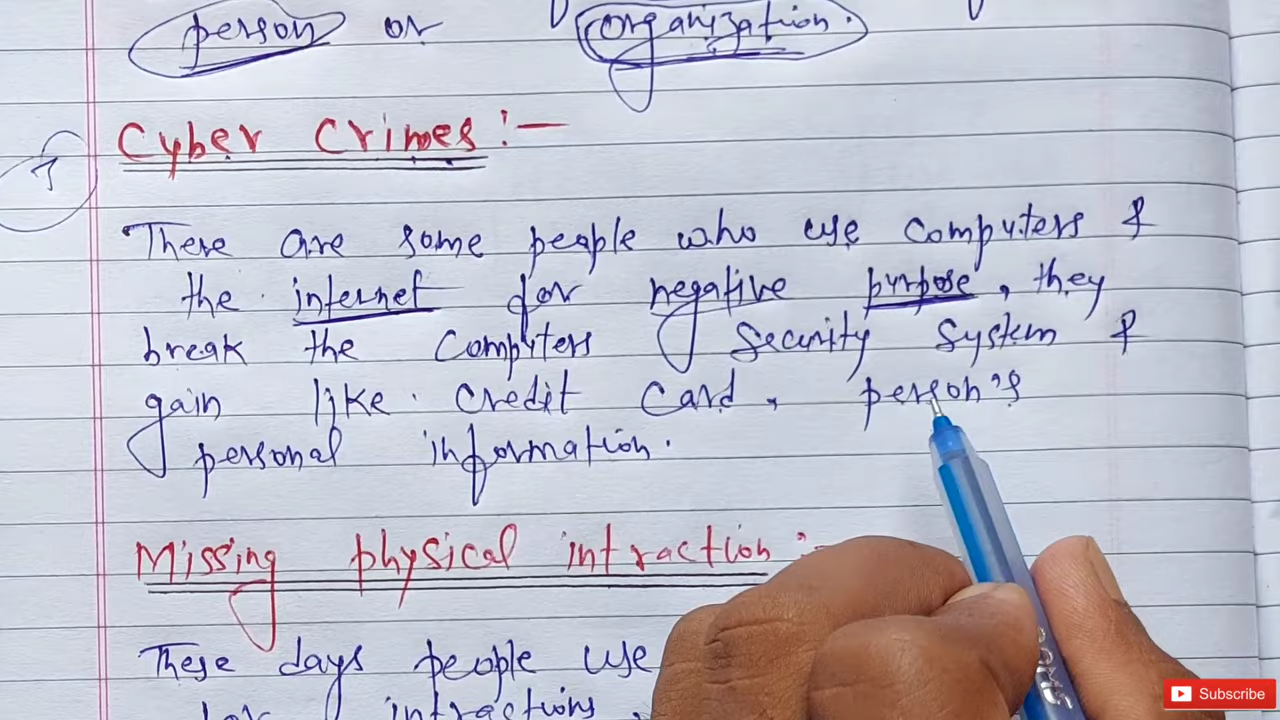 person or organization.
Cyber Crimes :-
There are some people who use computers &
the internet for negative purpose, they
break the computers security system &
gain like credit card, person's
personal information.
Missing physical intraction :-
These days people use
intractions.
Subscribe